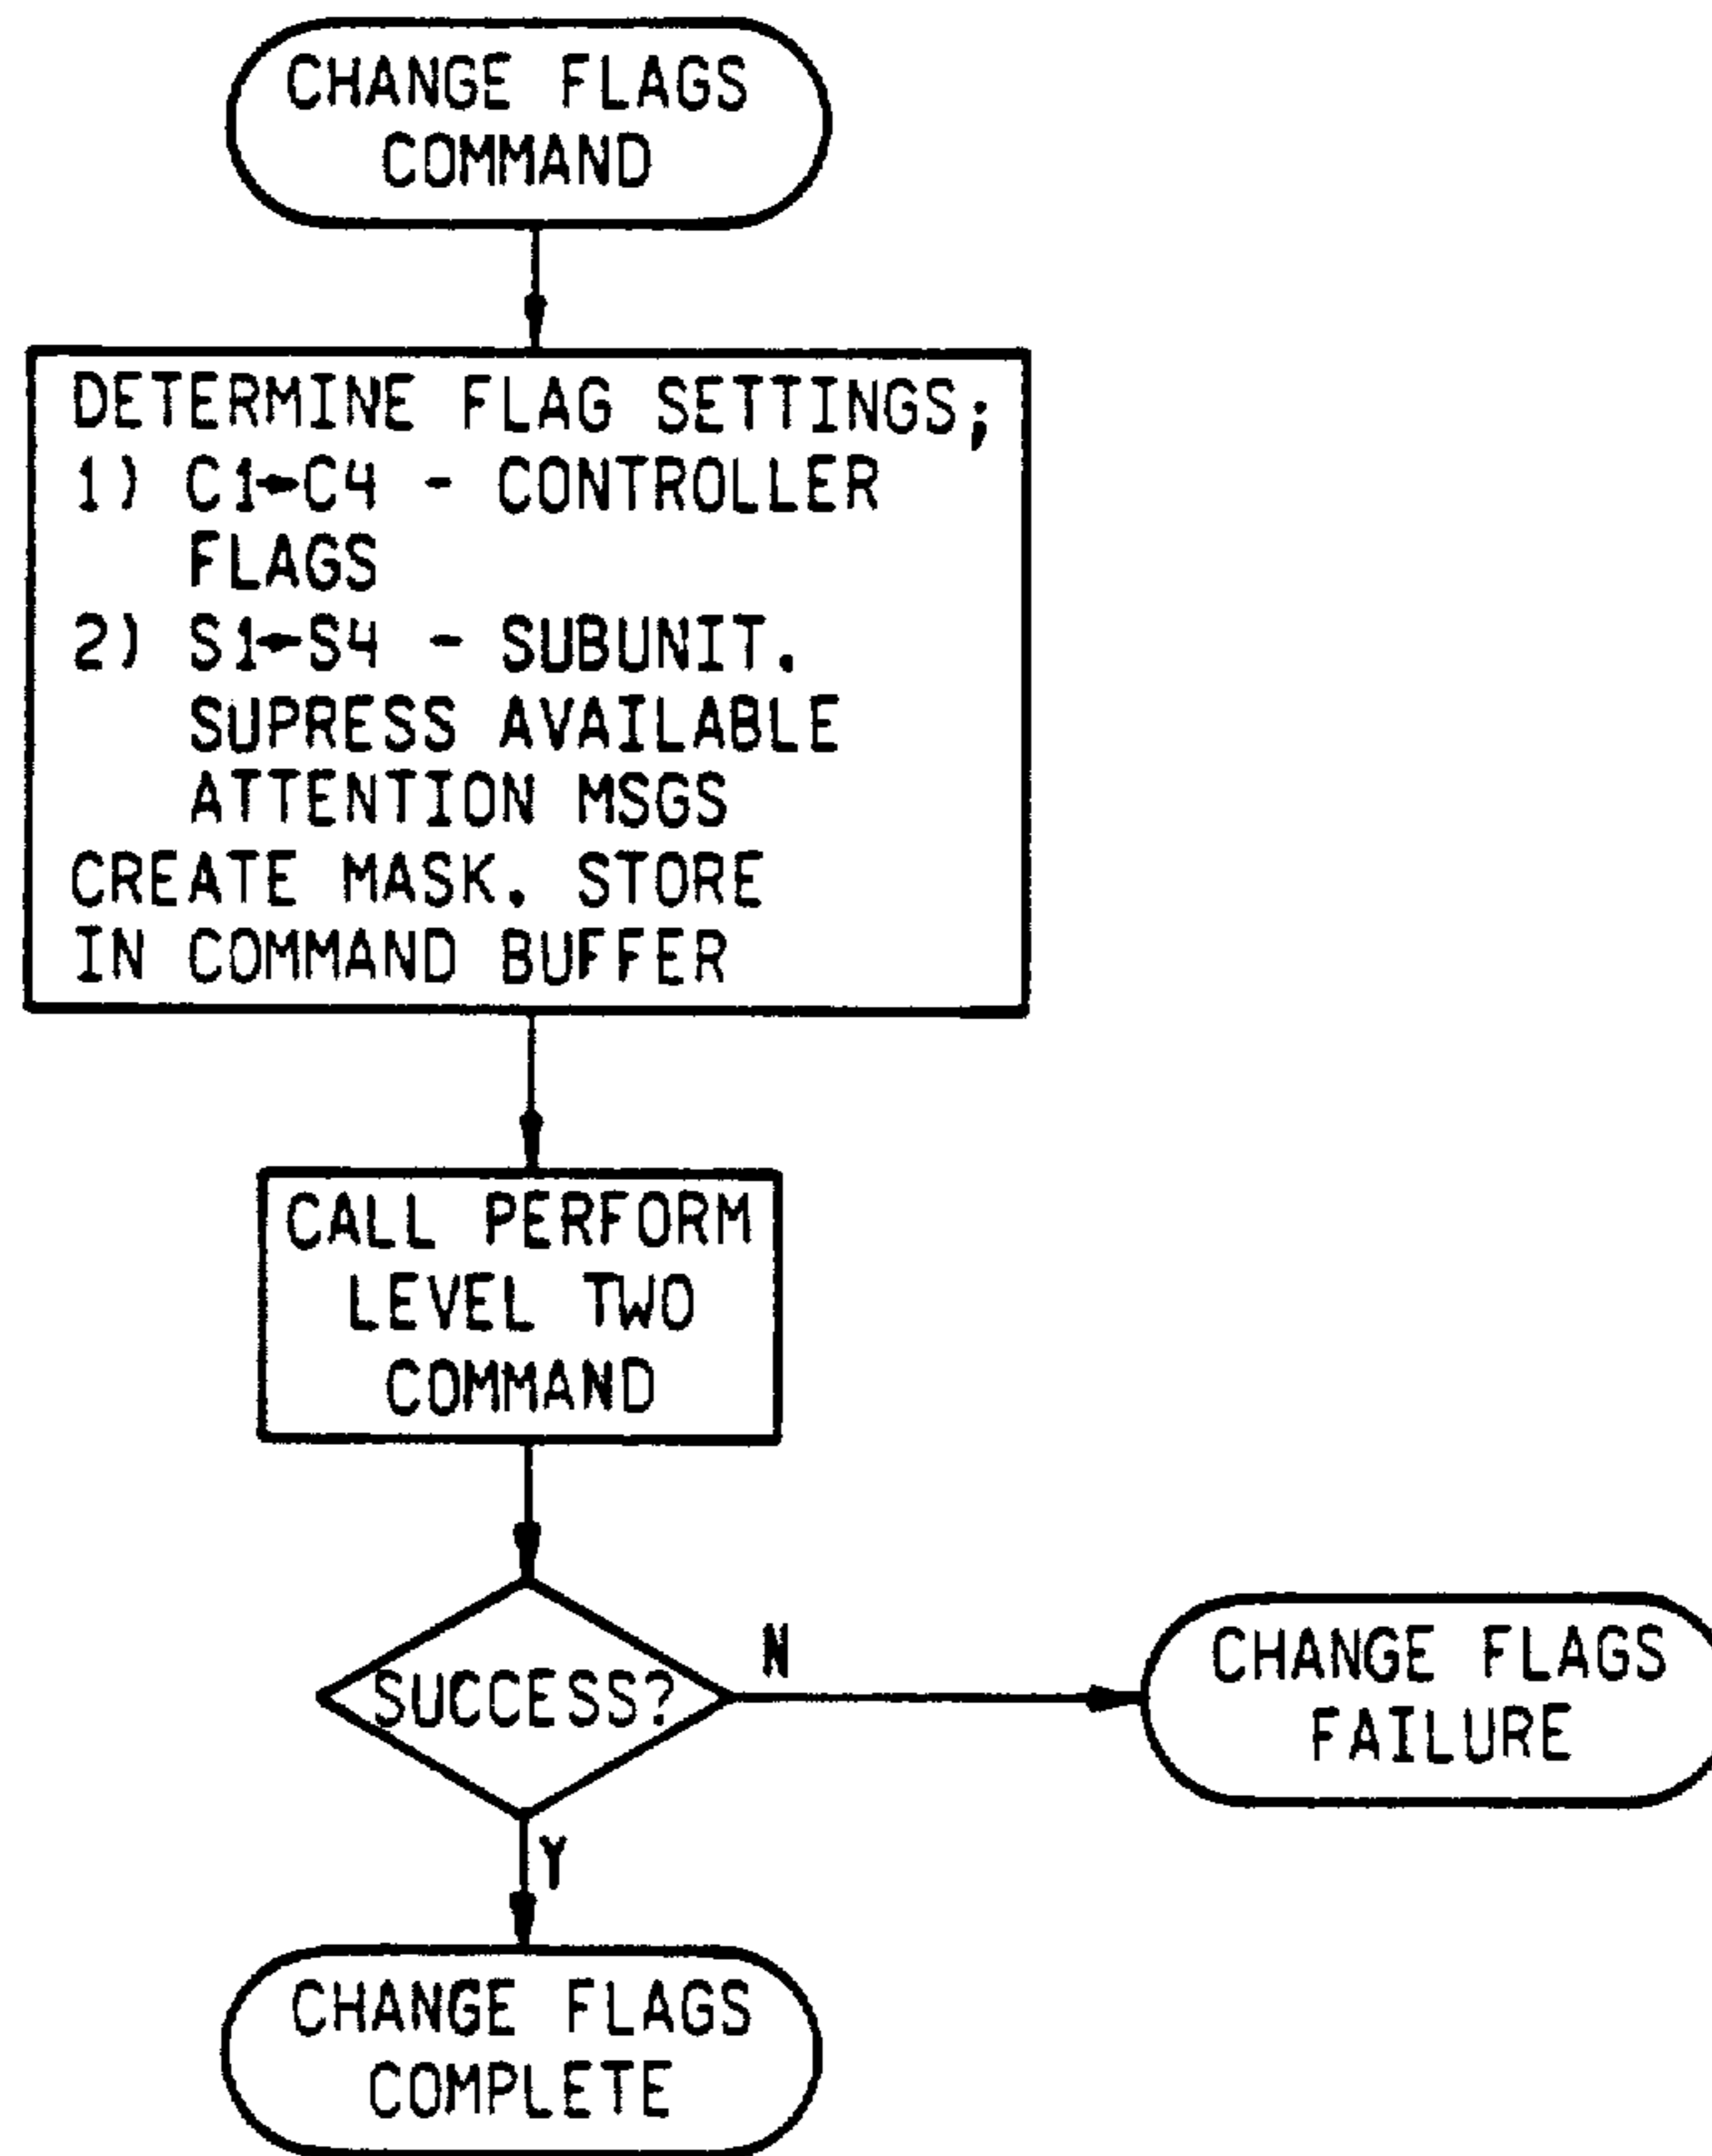 CHANGE FLAGS
COMMAND
DETERMINE FLAG SETTINGS;
1) C1→C4 - CONTROLLER
FLAGS
2) S1→S4 - SUBUNIT.
SUPRESS AVAILABLE
ATTENTION MSGS
CREATE MASK. STORE
IN COMMAND BUFFER
CALL PERFORM
LEVEL TWO
COMMAND
SUCCESS?
N
CHANGE FLAGS
FAILURE
Y
CHANGE FLAGS
COMPLETE